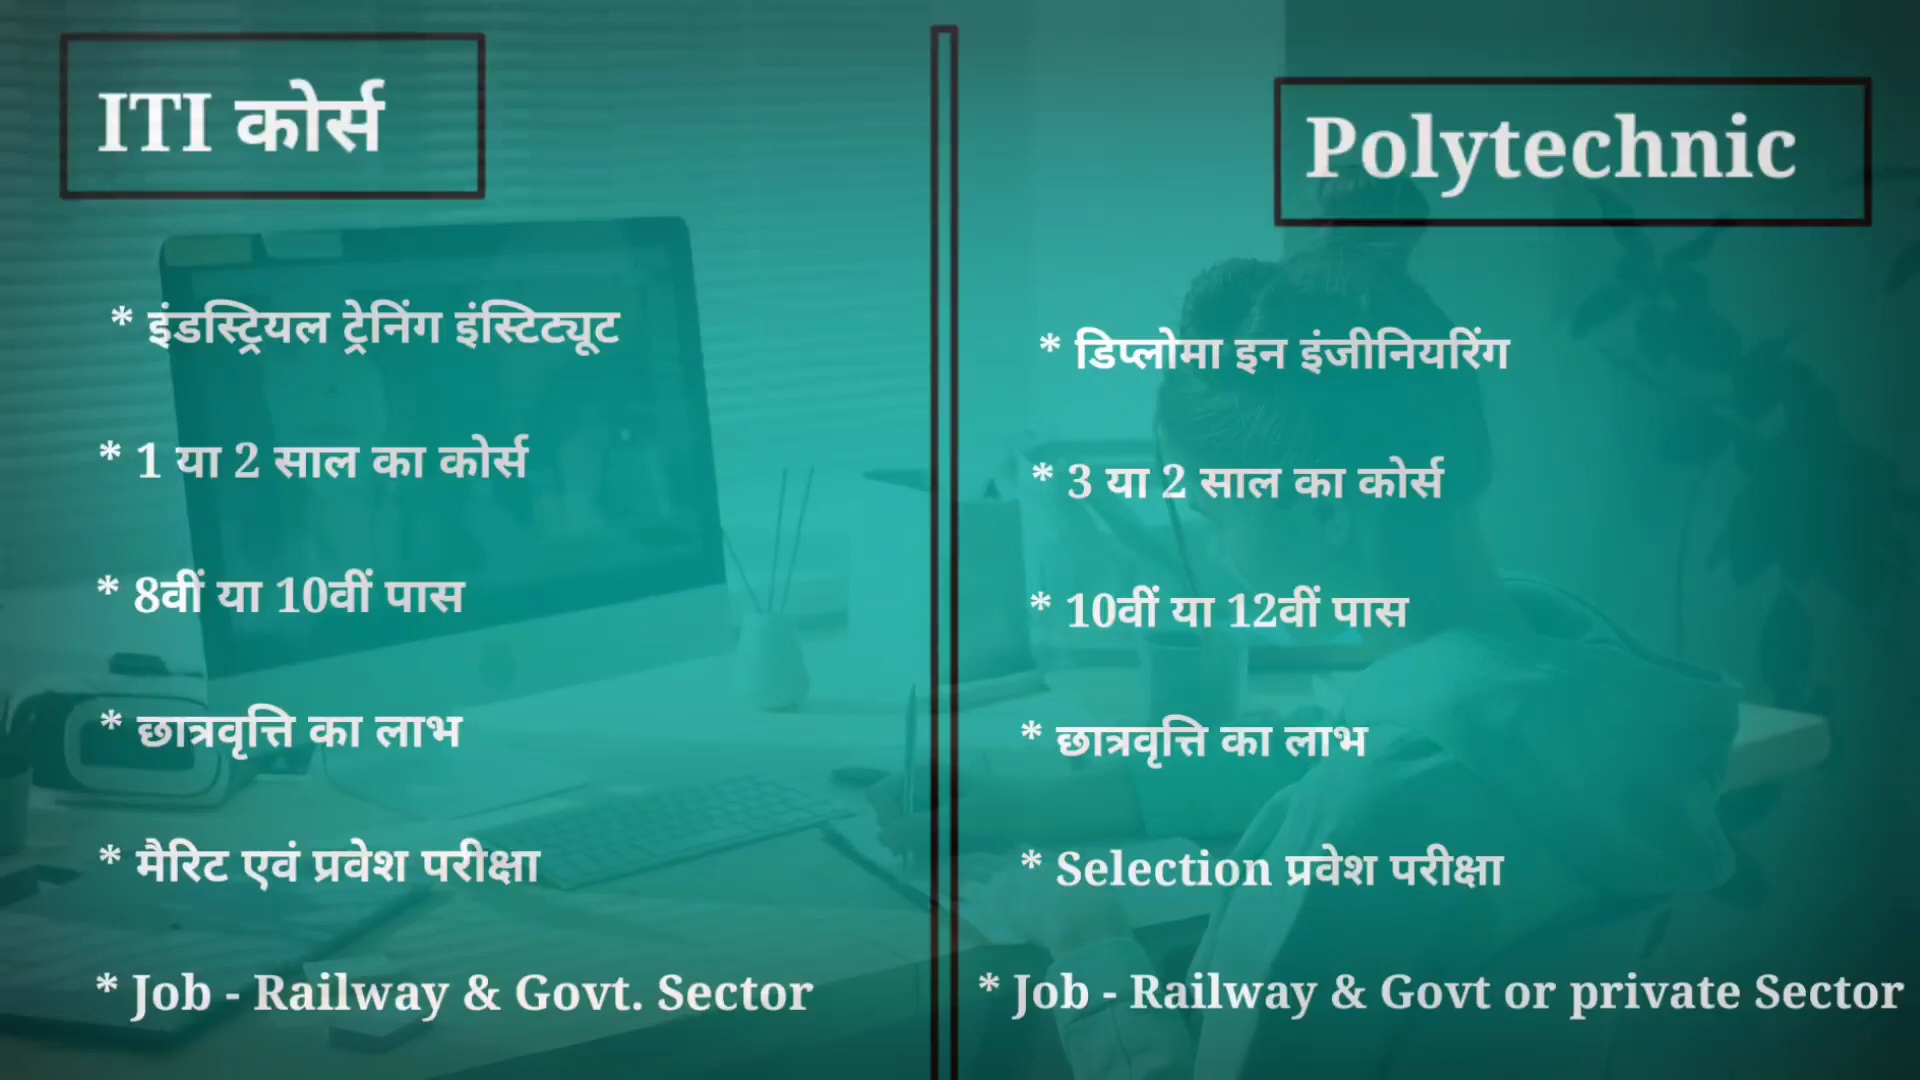 ITI कोर्स
* इंडस्ट्रियल ट्रेनिंग इंस्टिट्यूट
* 1 या 2 साल का कोर्स
* 8वीं या 10वीं पास
* छात्रवृत्ति का लाभ
* मैरिट एवं प्रवेश परीक्षा
* Job - Railway & Govt. Sector
Polytechnic
* डिप्लोमा इन इंजीनियरिंग
* 3 या 2 साल का कोर्स
* 10वीं या 12वीं पास
* छात्रवृत्ति का लाभ
* Selection प्रवेश परीक्षा
* Job - Railway & Govt or private Sector